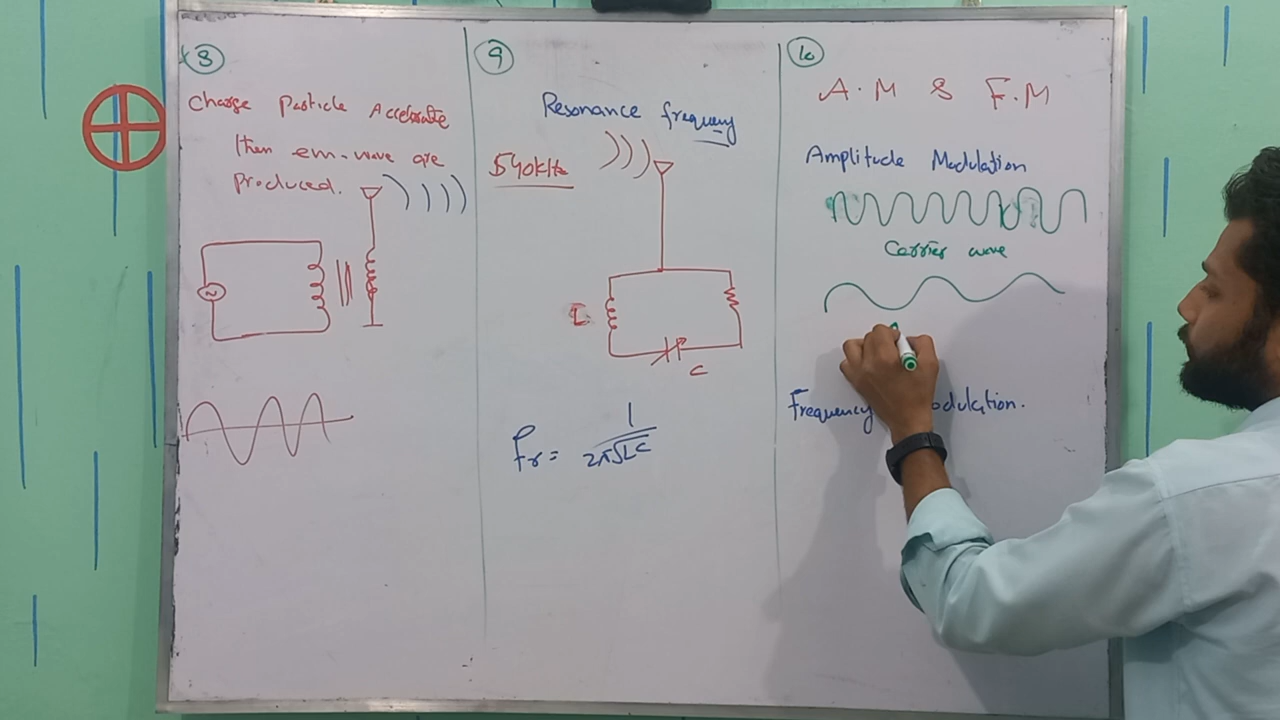 8
Charge Particle Accelerate
then em-wave are
produced.
9
Resonance frequency
540kHz
L
C
fr = 1/2π√LC
10
A.M & F.M
Amplitude Modulation
Carrier wave
Frequency odulation.